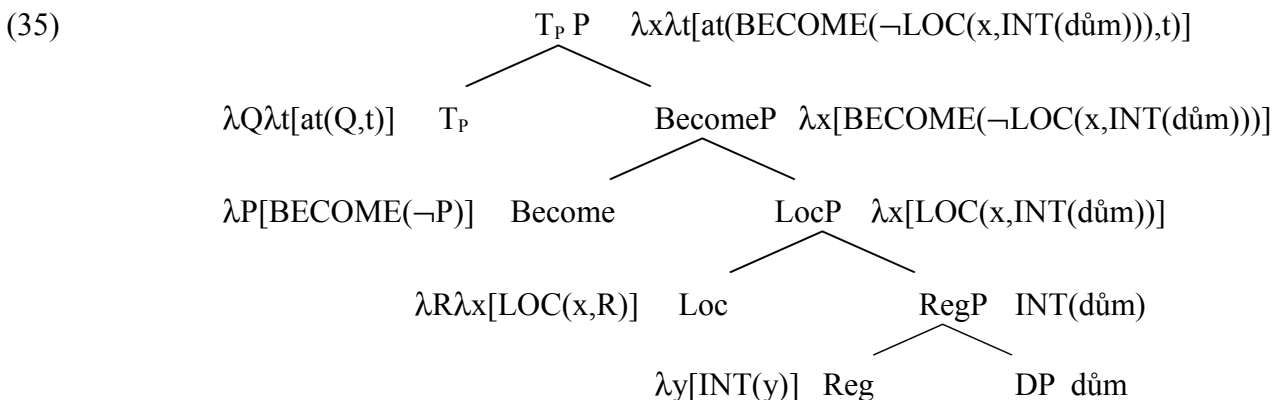 (35) T_P P λxλt[at(BECOME(¬LOC(x,INT(dům))),t)]
λQλt[at(Q,t)] T_P BecomeP λx[BECOME(¬LOC(x,INT(dům)))]
λP[BECOME(¬P)] Become LocP λx[LOC(x,INT(dům))]
λRλx[LOC(x,R)] Loc RegP INT(dům)
λy[INT(y)] Reg DP dům